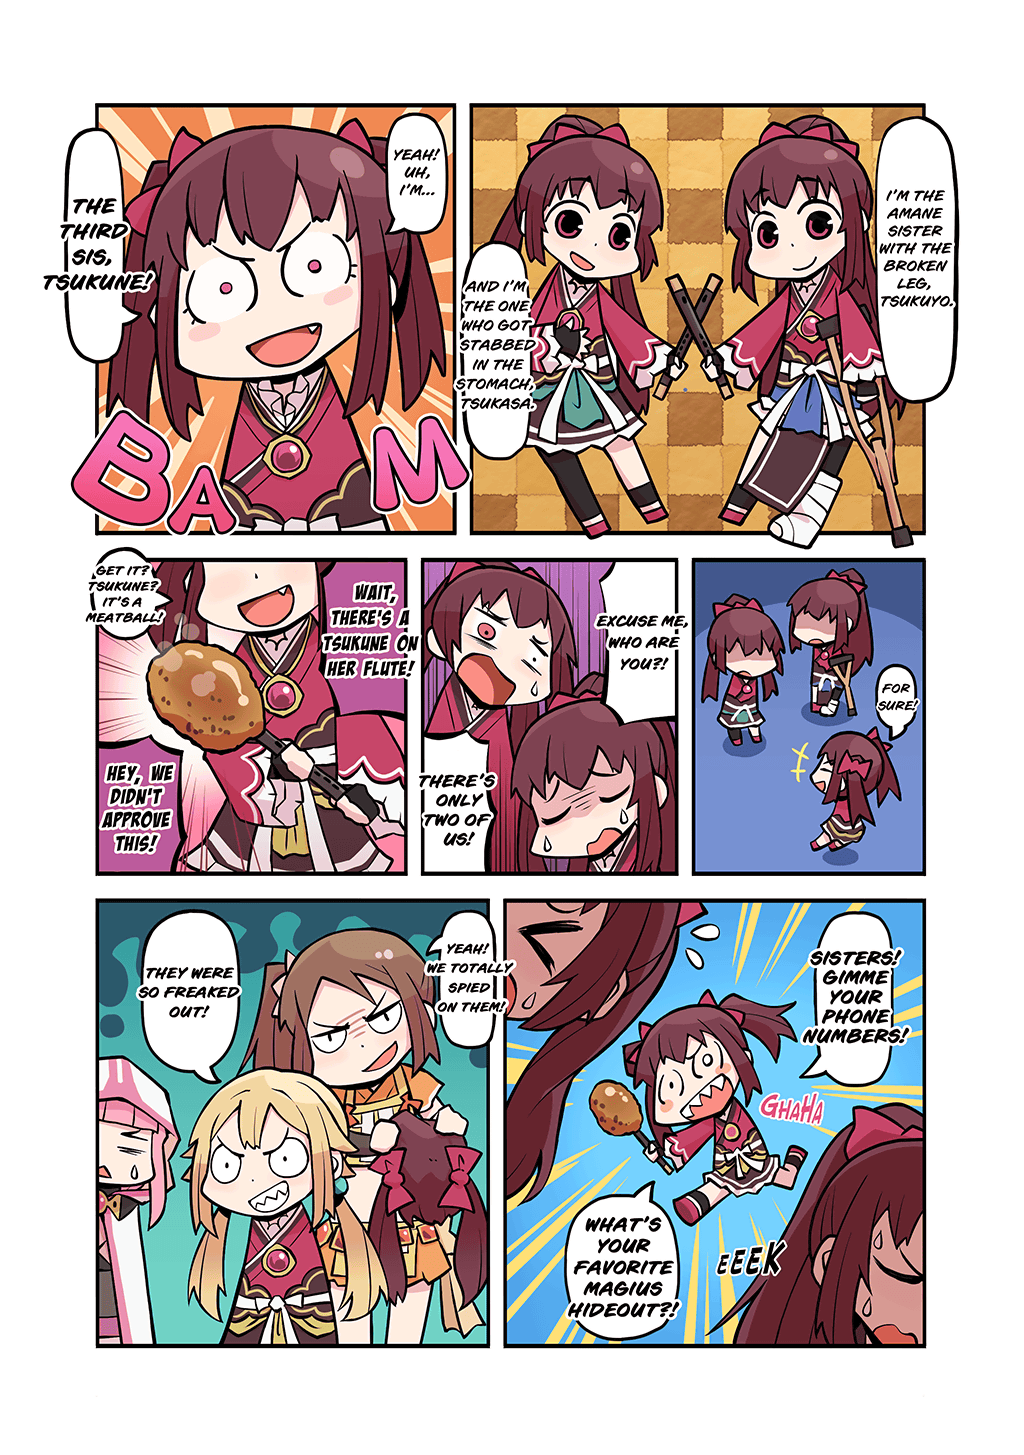 I'M THE
AMANE
SISTER
WITH THE
BROKEN
LEG,
TSUKUYO.
AND I'M
THE ONE
WHO GOT
STABBED
IN THE
STOMACH,
TSUKASA.
YEAH!
UH,
I'M...
THE
THIRD
SIS,
TSUKUNE!
BAM
FOR
SURE!
EXCUSE ME,
WHO ARE
YOU?!
THERE'S
ONLY
TWO OF
US!
WAIT,
THERE'S A
TSUKUNE ON
HER FLUTE!
GET IT?
TSUKUNE?
IT'S A
MEATBALL!
HEY, WE
DIDN'T
APPROVE
THIS!
SISTERS!
GIMME
YOUR
PHONE
NUMBERS!
GHAHA
WHAT'S
YOUR
FAVORITE
MAGIUS
HIDEOUT?!
EEEK
YEAH!
WE TOTALLY
SPIED
ON THEM!
THEY WERE
SO FREAKED
OUT!